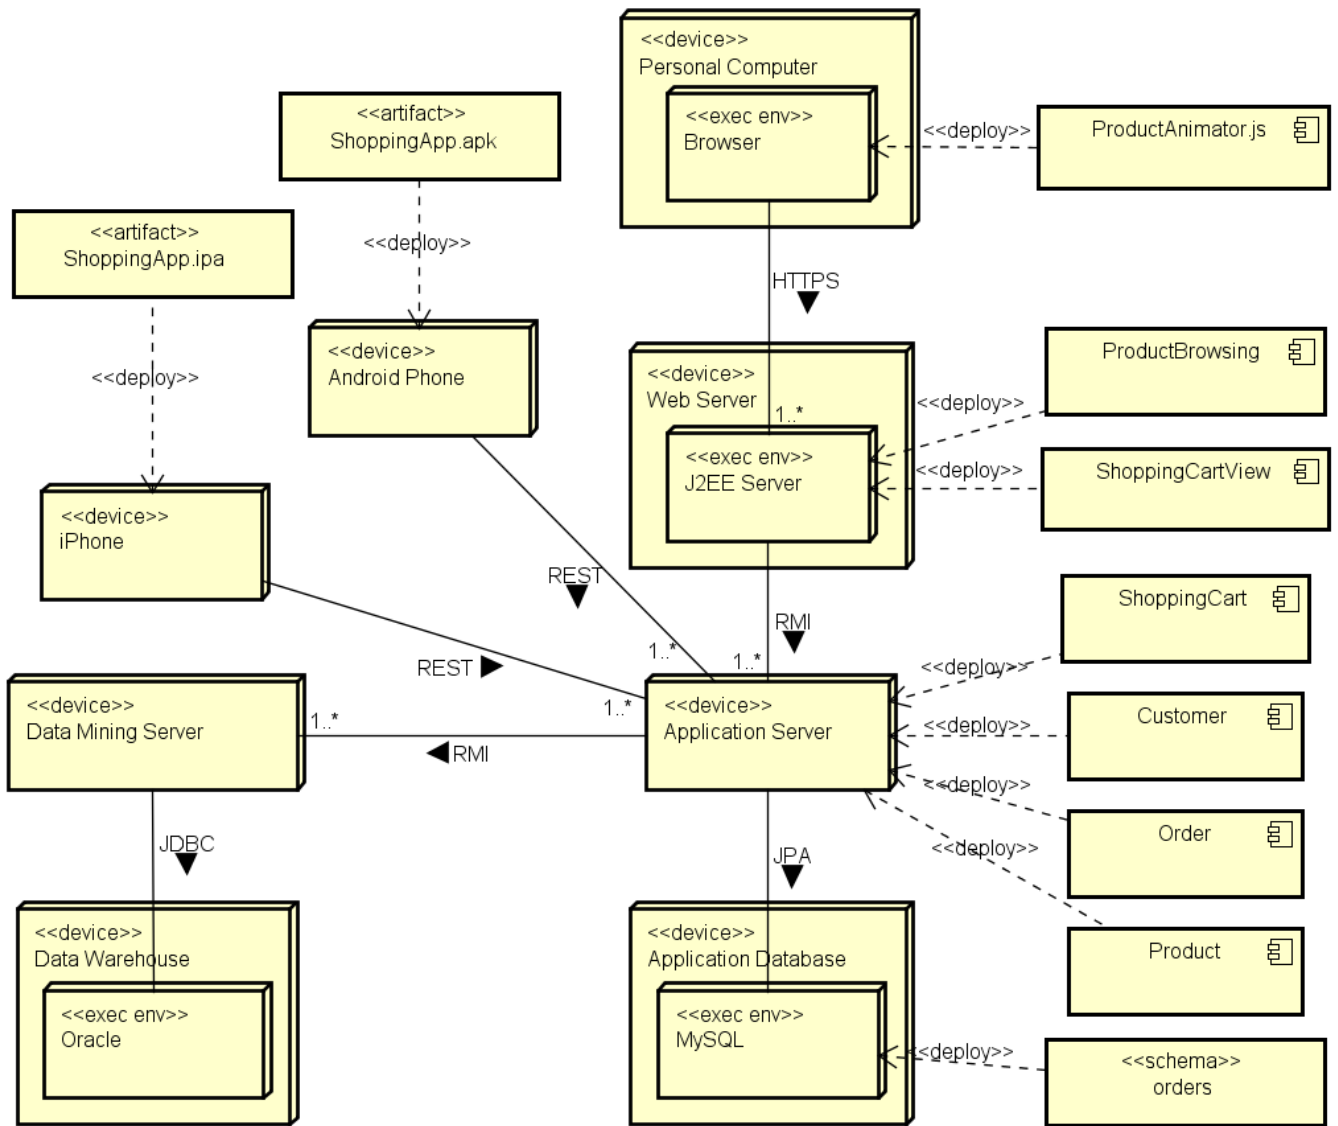 <<device>>
Personal Computer
<<exec env>>
Browser
<<deploy>>
ProductAnimator.js
<<artifact>>
ShoppingApp.apk
<<deploy>>
<<artifact>>
ShoppingApp.ipa
<<deploy>>
HTTPS
<<device>>
Android Phone
<<device>>
Web Server
1..*
<<exec env>>
J2EE Server
<<deploy>>
ProductBrowsing
<<deploy>>
ShoppingCartView
<<device>>
iPhone
REST
REST
RMI
1..*
1..*
1..*
1..*
<<device>>
Data Mining Server
RMI
<<device>>
Application Server
<<deploy>>
ShoppingCart
<<deploy>>
Customer
<<deploy>>
Order
<<deploy>>
Product
JDBC
JPA
<<device>>
Data Warehouse
<<exec env>>
Oracle
<<device>>
Application Database
<<exec env>>
MySQL
<<deploy>>
<<schema>>
orders